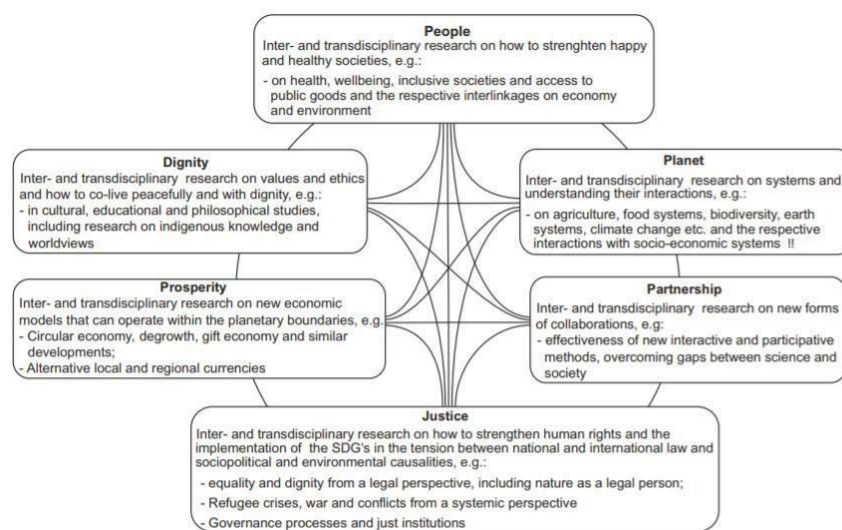 People
Inter- and transdisciplinary research on how to strenghten happy
and healthy societies, e.g.:
- on health, wellbeing, inclusive societies and access to
public goods and the respective interlinkages on economy
and environment
Dignity
Inter- and transdisciplinary research on values and ethics
and how to co-live peacefully and with dignity, e.g.:
- in cultural, educational and philosophical studies,
including research on indigenous knowledge and
worldviews
Planet
Inter- and transdisciplinary research on systems and
understanding their interactions, e.g.:
- on agriculture, food systems, biodiversity, earth
systems, climate change etc. and the respective
interactions with socio-economic systems !!
Prosperity
Inter- and transdisciplinary research on new economic
models that can operate within the planetary boundaries, e.g.
- Circular economy, degrowth, gift economy and similar
developments;
- Alternative local and regional currencies
Partnership
Inter- and transdisciplinary research on new forms
of collaborations, e.g:
- effectiveness of new interactive and participative
methods, overcoming gaps between science and
society
Justice
Inter- and transdisciplinary research on how to strengthen human rights and the
implementation of the SDG's in the tension between national and international law and
sociopolitical and environmental causalities, e.g.:
- equality and dignity from a legal perspective, including nature as a legal person;
- Refugee crises, war and conflicts from a systemic perspective
- Governance processes and just institutions